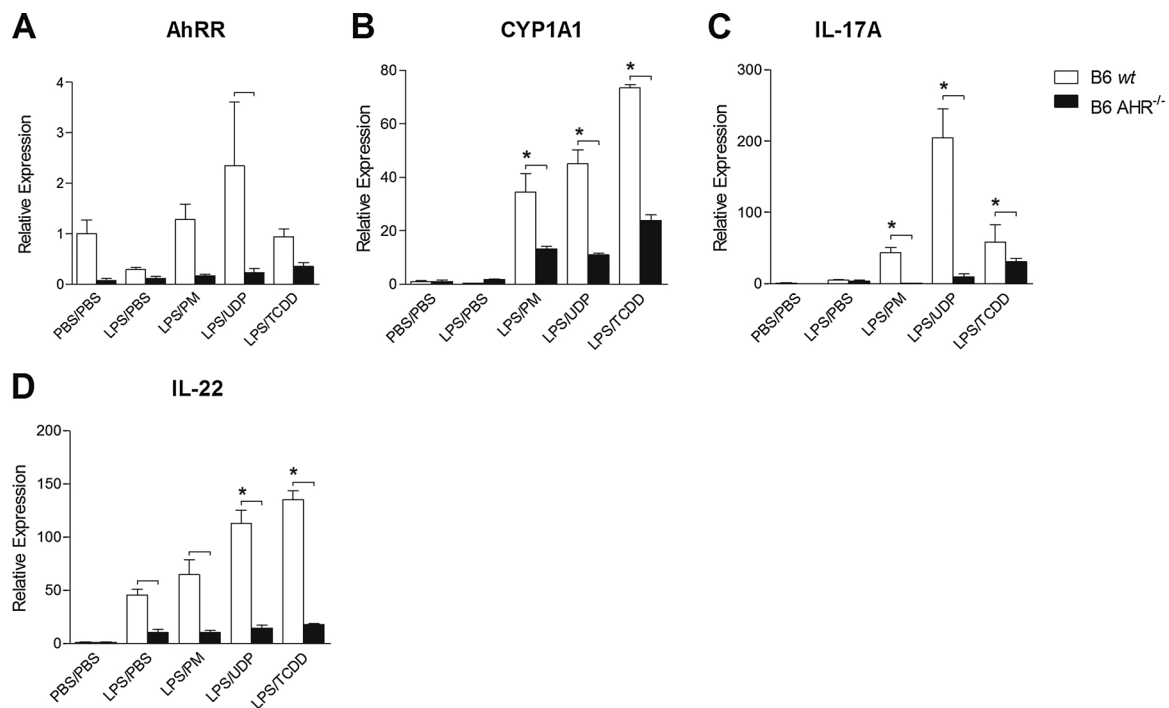 A AhRR
Relative Expression
4
3
2
1
0
PBS/PBS LPS/PBS LPS/PM LPS/UDP LPS/TCDD
B CYP1A1
Relative Expression
80
60
40
20
0
* * *
PBS/PBS LPS/PBS LPS/PM LPS/UDP LPS/TCDD
C IL-17A
Relative Expression
300
200
100
0
* * *
PBS/PBS LPS/PBS LPS/PM LPS/UDP LPS/TCDD
B6 wt
B6 AHR-/-
D IL-22
Relative Expression
200
150
100
50
0
* *
PBS/PBS LPS/PBS LPS/PM LPS/UDP LPS/TCDD